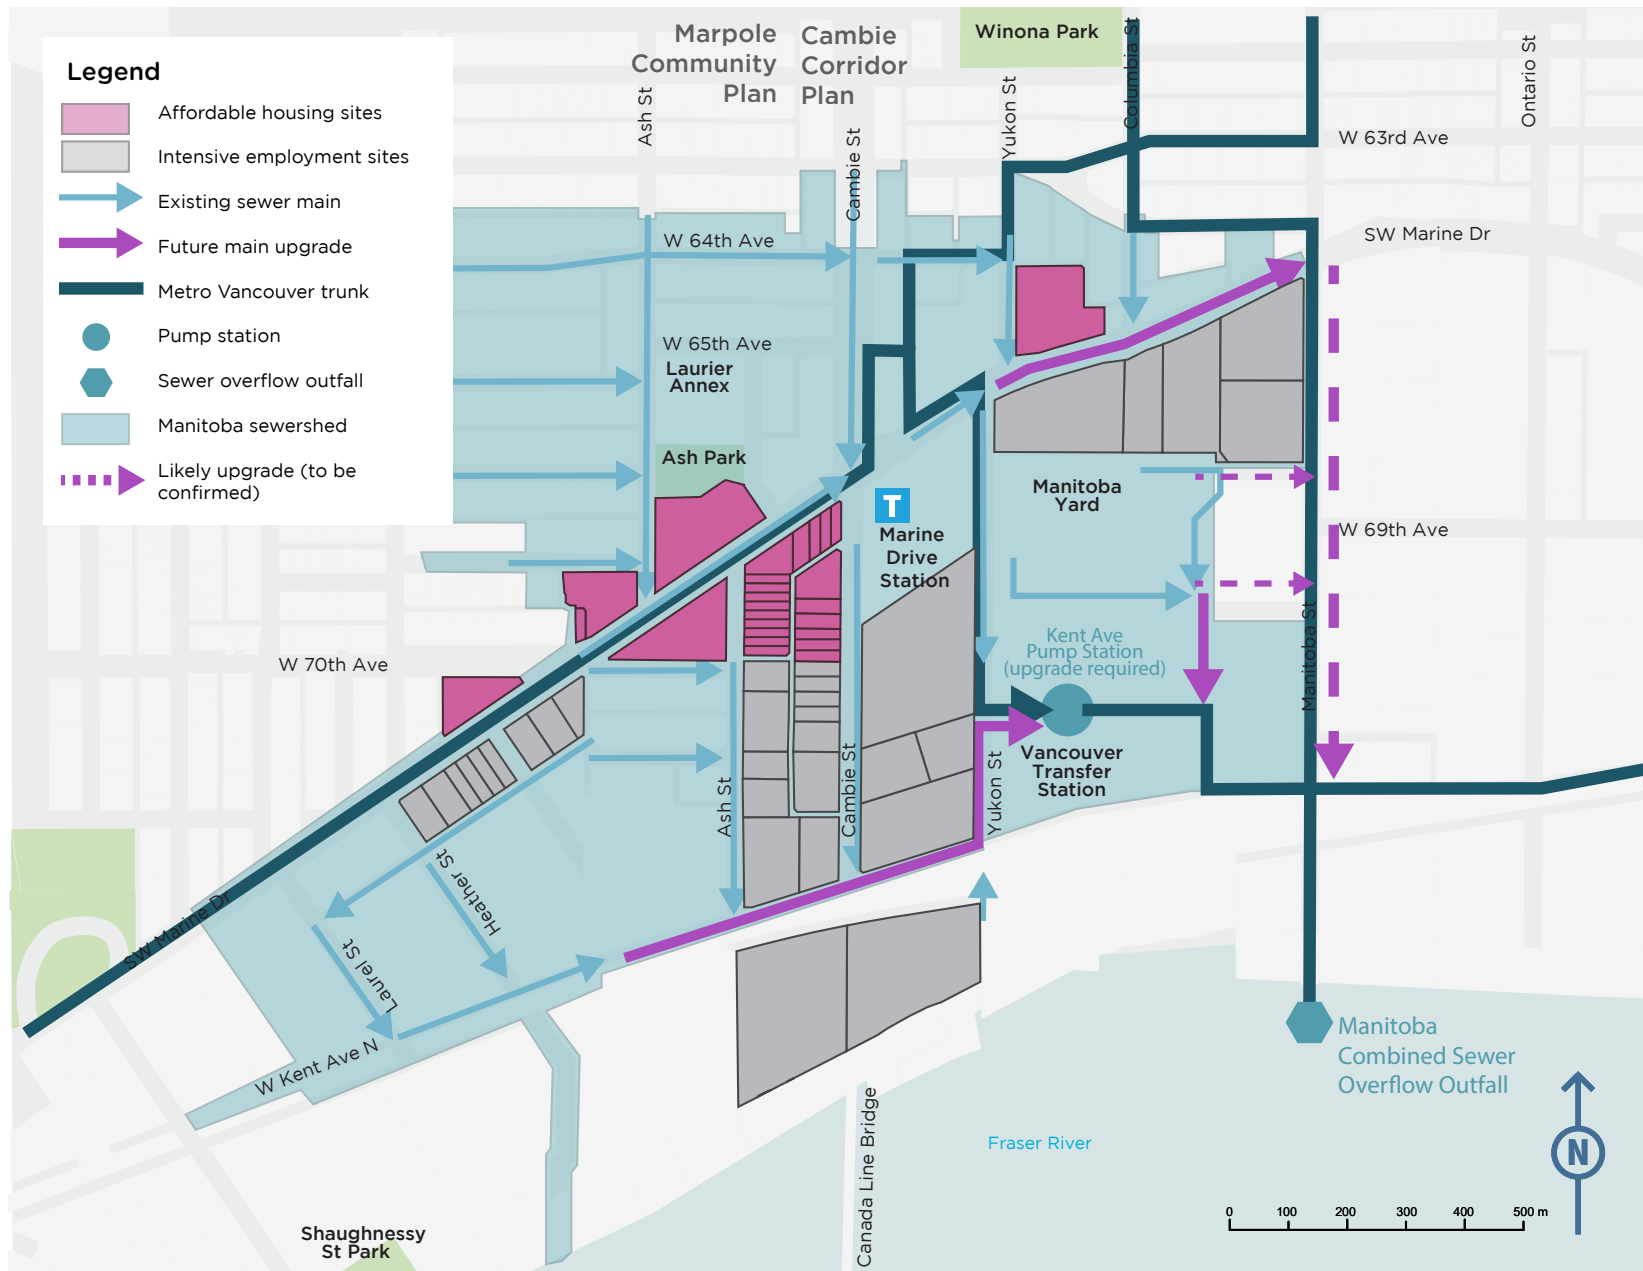 Legend
Affordable housing sites
Intensive employment sites
Existing sewer main
Future main upgrade
Metro Vancouver trunk
Pump station
Sewer overflow outfall
Manitoba sewershed
Likely upgrade (to be
confirmed)
Marpole
Community
Plan
Cambie
Corridor
Plan
Winona Park
Ash St
Cambie St
Yukon St
Columbia St
Ontario St
W 63rd Ave
SW Marine Dr
W 64th Ave
W 65th Ave
Laurier
Annex
Ash Park
T
Marine
Drive
Station
Manitoba
Yard
W 69th Ave
W 70th Ave
Kent Ave
Pump Station
(upgrade required)
Manitoba St
Vancouver
Transfer
Station
Ash St
Cambie St
Yukon St
SW Marine Dr
Heather St
Laurel St
W Kent Ave N
Manitoba
Combined Sewer
Overflow Outfall
Canada Line Bridge
Fraser River
N
0 100 200 300 400 500 m
Shaughnessy
St Park